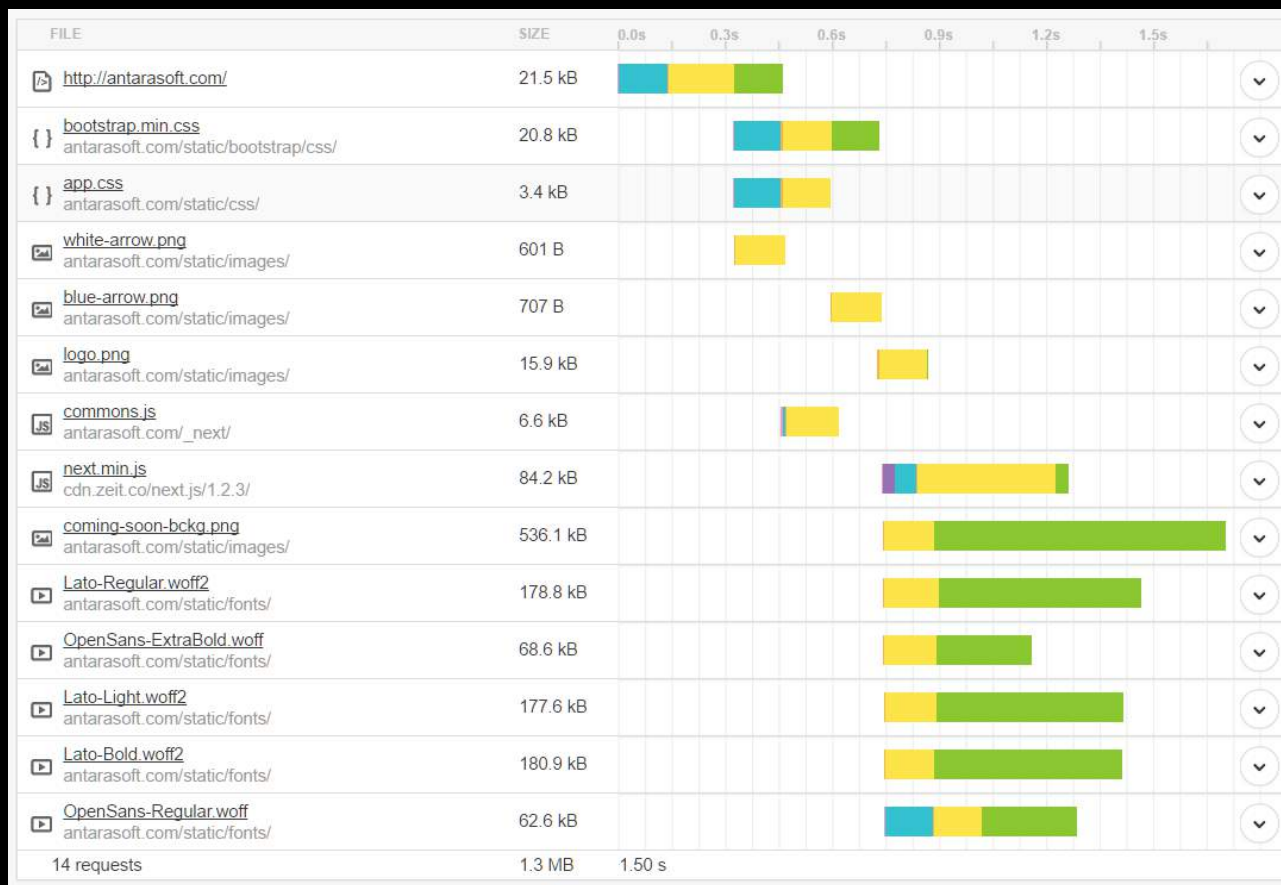 FILE SIZE 0.0s 0.3s 0.6s 0.9s 1.2s 1.5s
http://antarasoft.com/ 21.5 kB
bootstrap.min.css
antarasoft.com/static/bootstrap/css/ 20.8 kB
app.css
antarasoft.com/static/css/ 3.4 kB
white-arrow.png
antarasoft.com/static/images/ 601 B
blue-arrow.png
antarasoft.com/static/images/ 707 B
logo.png
antarasoft.com/static/images/ 15.9 kB
commons.js
antarasoft.com/_next/ 6.6 kB
next.min.js
cdn.zeit.co/next.js/1.2.3/ 84.2 kB
coming-soon-bckg.png
antarasoft.com/static/images/ 536.1 kB
Lato-Regular.woff2
antarasoft.com/static/fonts/ 178.8 kB
OpenSans-ExtraBold.woff
antarasoft.com/static/fonts/ 68.6 kB
Lato-Light.woff2
antarasoft.com/static/fonts/ 177.6 kB
Lato-Bold.woff2
antarasoft.com/static/fonts/ 180.9 kB
OpenSans-Regular.woff
antarasoft.com/static/fonts/ 62.6 kB
14 requests 1.3 MB 1.50 s